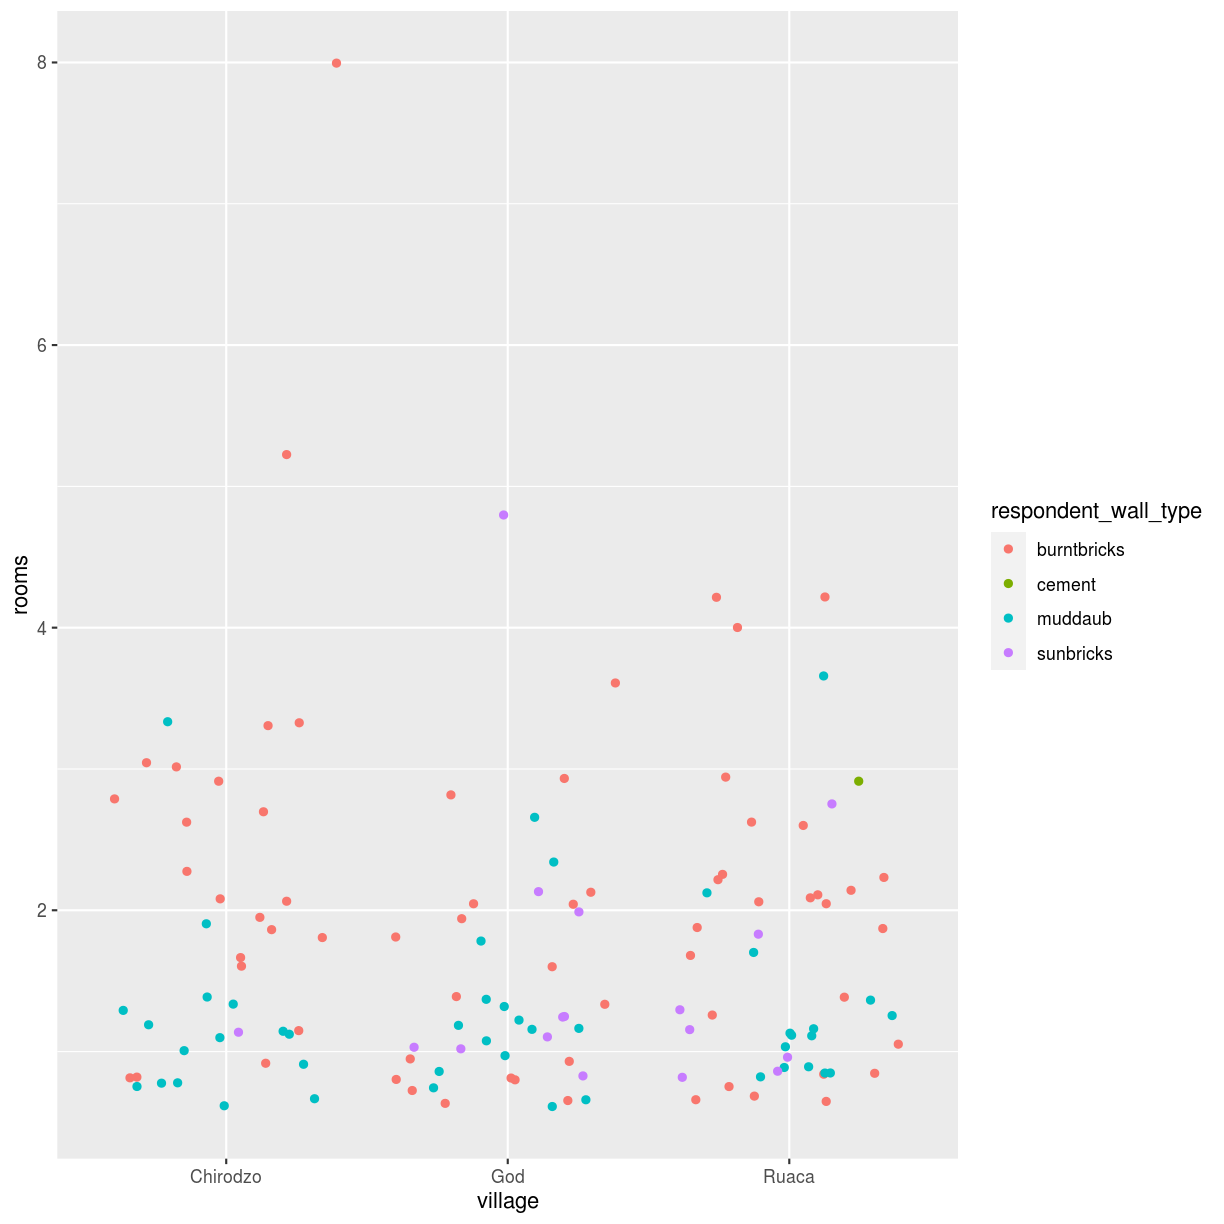 8
6
4
2
rooms
Chirodzo God Ruaca
village
respondent_wall_type
burntbricks
cement
muddaub
sunbricks